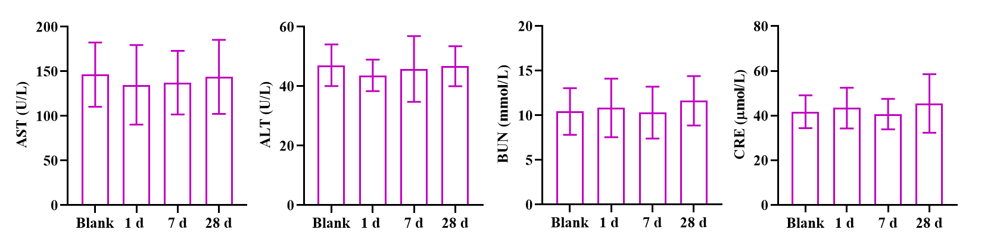 AST (U/L)
200
150
100
50
0
Blank 1 d 7 d 28 d
ALT (U/L)
60
40
20
0
Blank 1 d 7 d 28 d
BUN (mmol/L)
20
15
10
5
0
Blank 1 d 7 d 28 d
CRE (μmol/L)
80
60
40
20
0
Blank 1 d 7 d 28 d